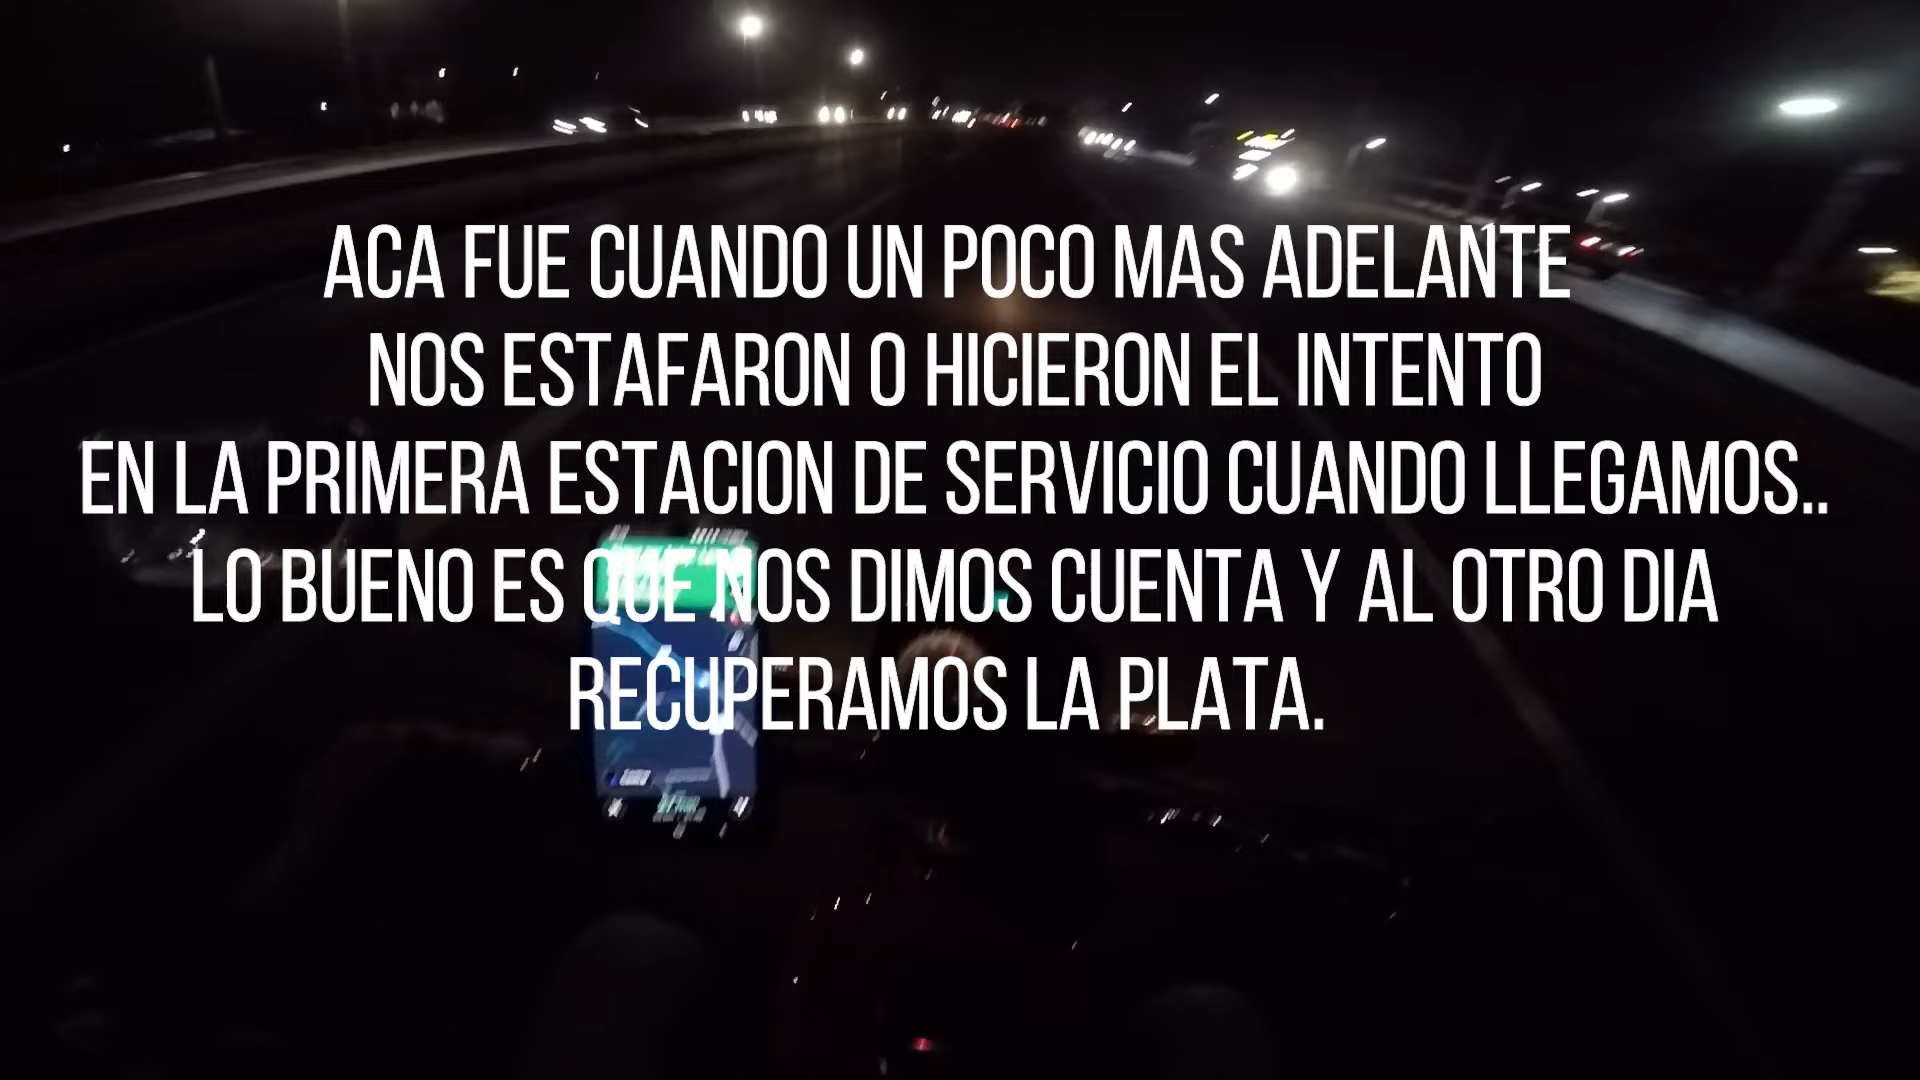 ACA FUE CUANDO UN POCO MAS ADELANTE
NOS ESTAFARON O HICIERON EL INTENTO
EN LA PRIMERA ESTACION DE SERVICIO CUANDO LLEGAMOS..
LO BUENO ES QUE NOS DIMOS CUENTA Y AL OTRO DIA
RECUPERAMOS LA PLATA.